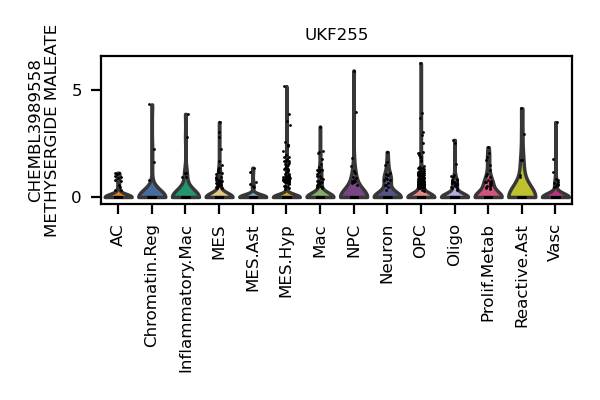 UKF255
CHEMBL3989558
METHYSERGIDE MALEATE
5
0
AC
Chromatin.Reg
Inflammatory.Mac
MES
MES.Ast
MES.Hyp
Mac
NPC
Neuron
OPC
Oligo
Prolif.Metab
Reactive.Ast
Vasc